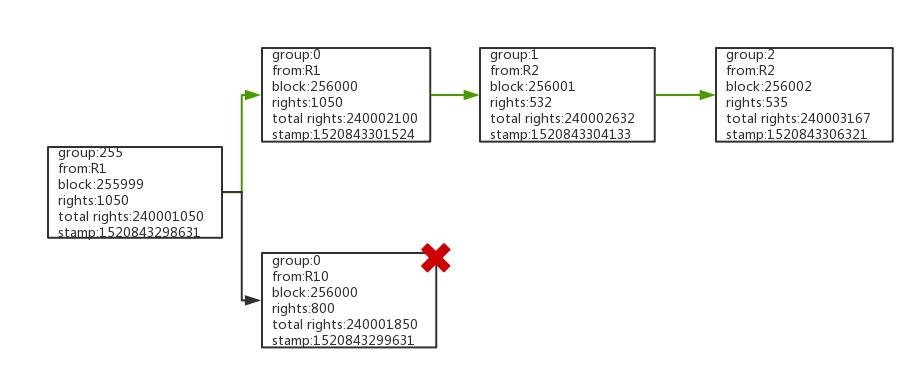 group:0
from:R1
block:256000
rights:1050
total rights:240002100
stamp:1520843301524
group:1
from:R2
block:256001
rights:532
total rights:240002632
stamp:1520843304133
group:2
from:R2
block:256002
rights:535
total rights:240003167
stamp:1520843306321
group:255
from:R1
block:255999
rights:1050
total rights:240001050
stamp:1520843298631
group:0
from:R10
block:256000
rights:800
total rights:240001850
stamp:1520843299631